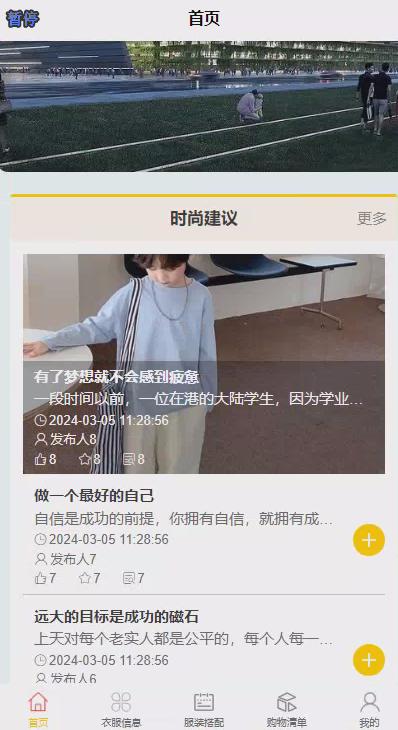 暂停
首页
时尚建议
更多
有了梦想就不会感到疲惫
一段时间以前，一位在港的大陆学生，因为学业…
2024-03-05 11:28:56
发布人8
8 8 8
做一个最好的自己
自信是成功的前提，你拥有自信，就拥有成…
2024-03-05 11:28:56
发布人7
7 7 7
远大的目标是成功的磁石
上天对每个老实人都是公平的，每个人每一…
2024-03-05 11:28:56
发布人6
首页 衣服信息 服装搭配 购物清单 我的